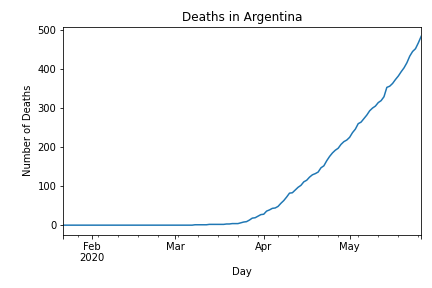 Deaths in Argentina
500
400
300
200
100
0
Number of Deaths
Feb
2020
Mar
Apr
May
Day